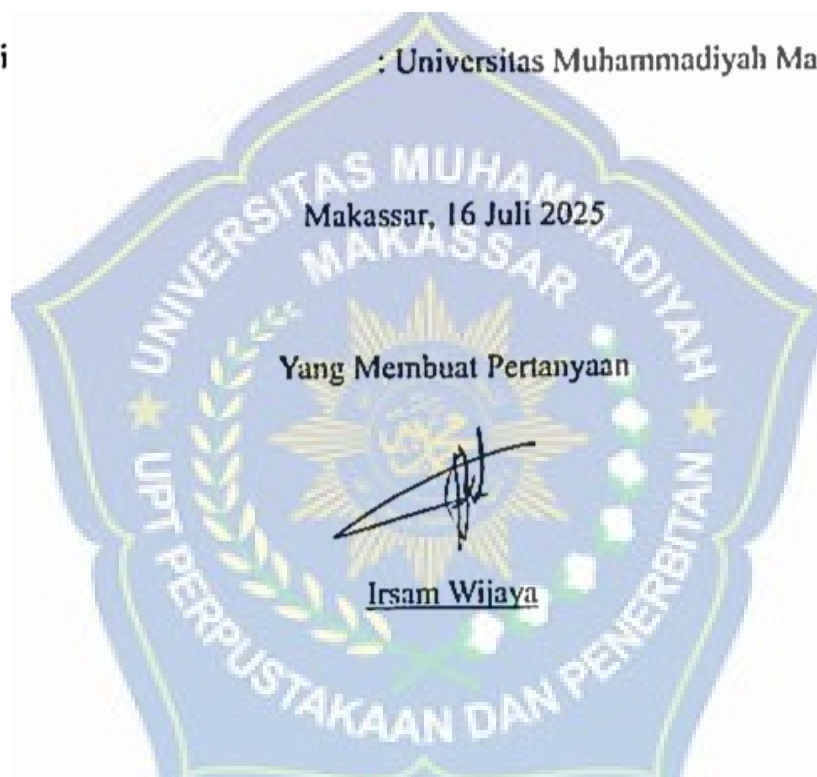 i : Universitas Muhammadiyah Ma
UNIVERSITAS MUHAMMADIYAH
MAKASSAR
Makassar, 16 Juli 2025
Yang Membuat Pertanyaan
Irsam Wijaya
UPT PERPUSTAKAAN DAN PENERBITAN